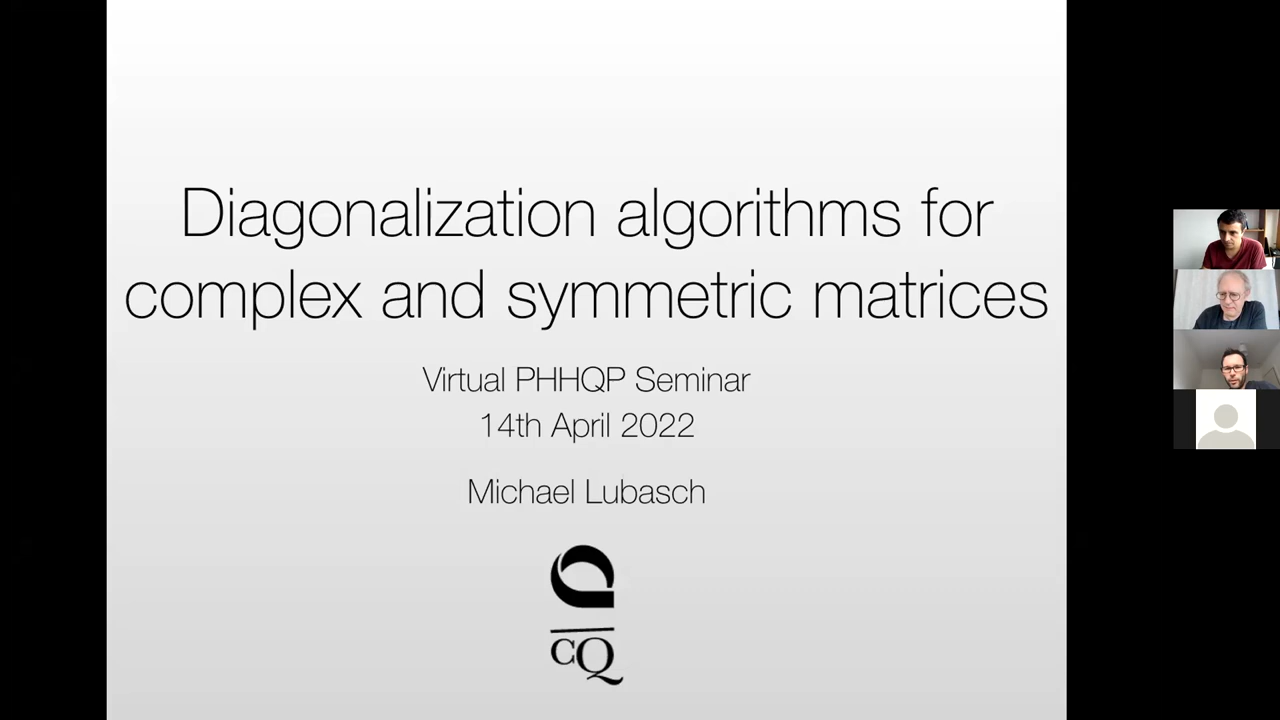 Diagonalization algorithms for
complex and symmetric matrices
Virtual PHHQP Seminar
14th April 2022
Michael Lubasch
CQ